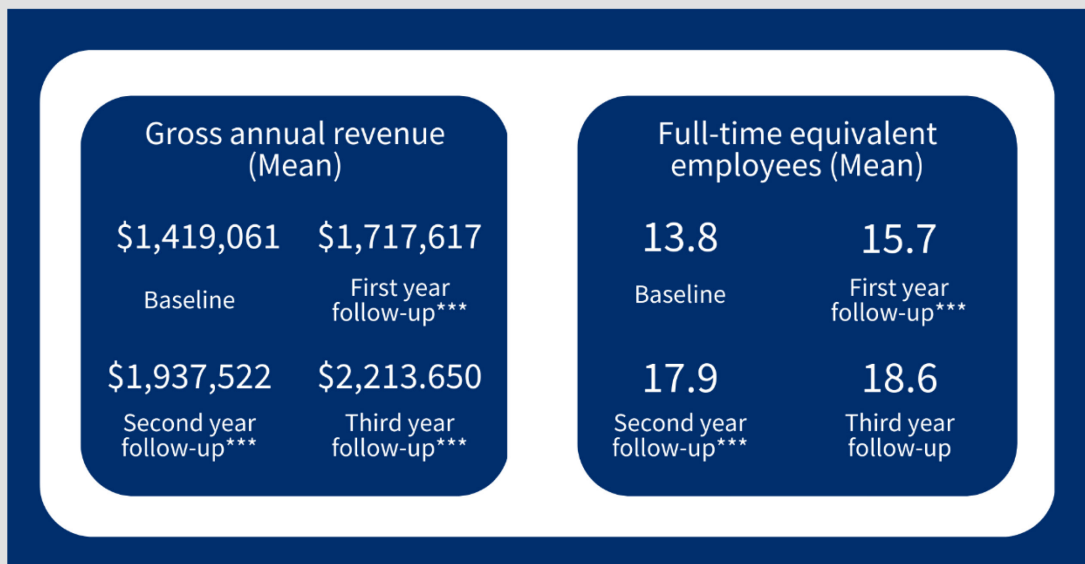 Gross annual revenue
(Mean)
$1,419,061 $1,717,617
Baseline
First year
follow-up***
$1,937,522 $2,213.650
Second year
follow-up***
Third year
follow-up***
Full-time equivalent
employees (Mean)
13.8 15.7
Baseline
First year
follow-up***
17.9 18.6
Second year
follow-up***
Third year
follow-up